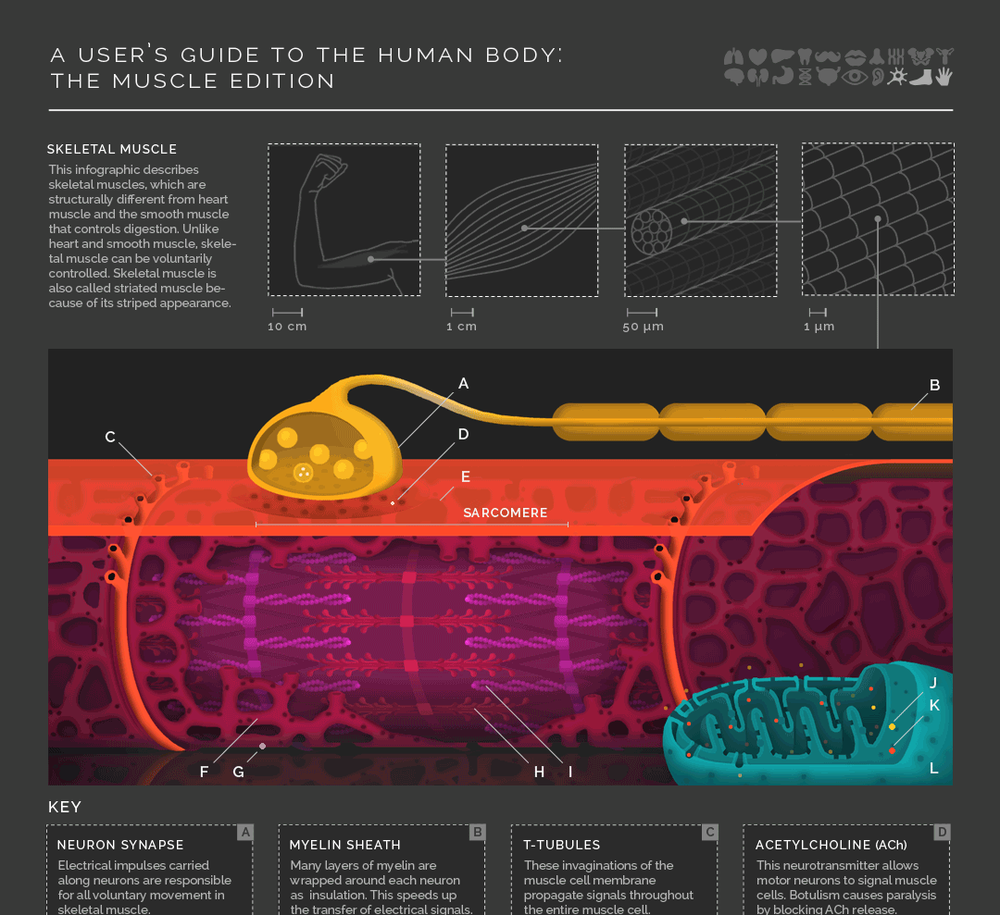 A USER'S GUIDE TO THE HUMAN BODY:
THE MUSCLE EDITION
SKELETAL MUSCLE
This infographic describes
skeletal muscles, which are
structurally different from heart
muscle and the smooth muscle
that controls digestion. Unlike
heart and smooth muscle, skele-
tal muscle can be voluntarily
controlled. Skeletal muscle is
also called striated muscle be-
cause of its striped appearance.
10 cm
1 cm
50 µm
1 µm
A
B
C
D
E
SARCOMERE
J
K
L
F
G
H
I
KEY
A
NEURON SYNAPSE
Electrical impulses carried
along neurons are responsible
for all voluntary movement in
skeletal muscle.
B
MYELIN SHEATH
Many layers of myelin are
wrapped around each neuron
as insulation. This speeds up
the transfer of electrical signals.
C
T-TUBULES
These invaginations of the
muscle cell membrane
propagate signals throughout
the entire muscle cell.
D
ACETYLCHOLINE (ACh)
This neurotransmitter allows
motor neurons to signal muscle
cells. Botulism causes paralysis
by blocking ACh release.